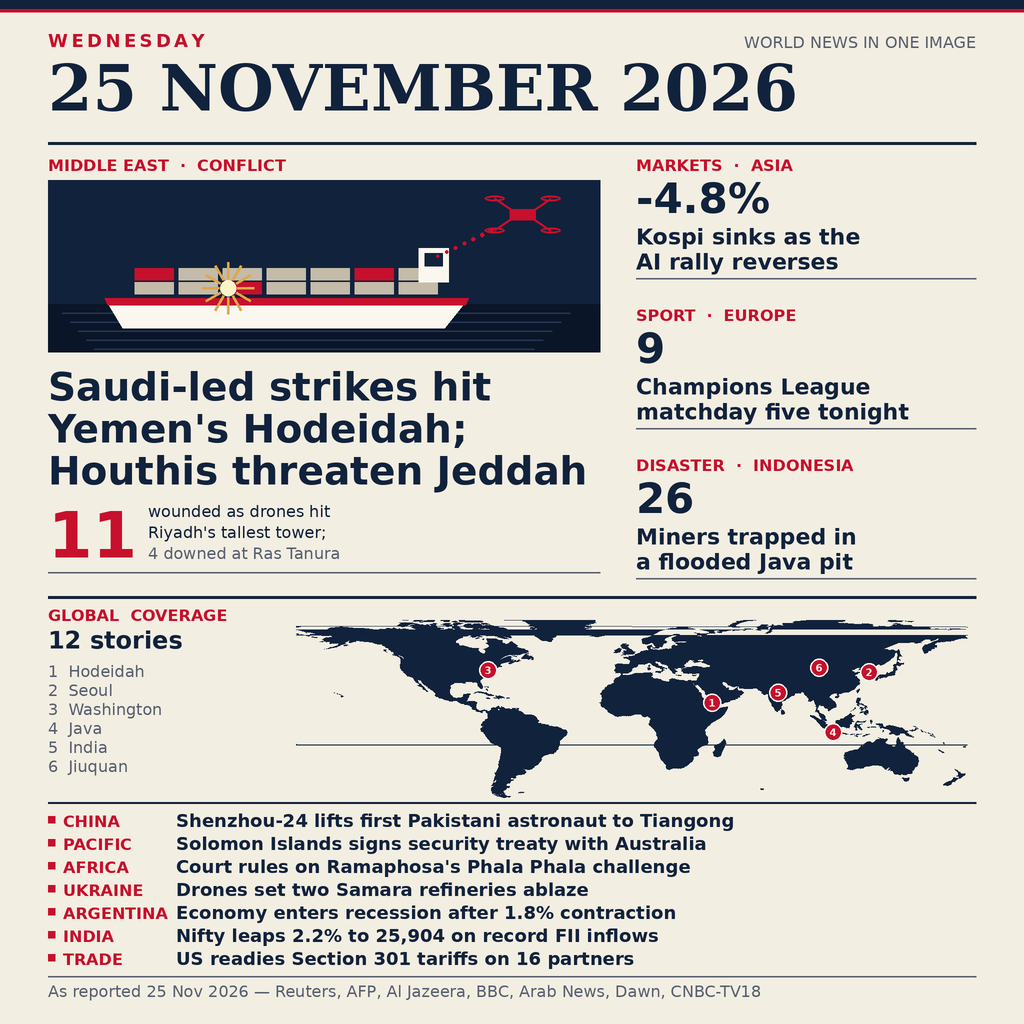 WEDNESDAY
WORLD NEWS IN ONE IMAGE
25 NOVEMBER 2026
MIDDLE EAST · CONFLICT
Saudi-led strikes hit
Yemen's Hodeidah;
Houthis threaten Jeddah
11
wounded as drones hit
Riyadh's tallest tower;
4 downed at Ras Tanura
MARKETS · ASIA
-4.8%
Kospi sinks as the
AI rally reverses
SPORT · EUROPE
9
Champions League
matchday five tonight
DISASTER · INDONESIA
26
Miners trapped in
a flooded Java pit
GLOBAL COVERAGE
12 stories
1 Hodeidah
2 Seoul
3 Washington
4 Java
5 India
6 Jiuquan
3
6
2
5
1
4
CHINA Shenzhou-24 lifts first Pakistani astronaut to Tiangong
PACIFIC Solomon Islands signs security treaty with Australia
AFRICA Court rules on Ramaphosa's Phala Phala challenge
UKRAINE Drones set two Samara refineries ablaze
ARGENTINA Economy enters recession after 1.8% contraction
INDIA Nifty leaps 2.2% to 25,904 on record FII inflows
TRADE US readies Section 301 tariffs on 16 partners
As reported 25 Nov 2026 — Reuters, AFP, Al Jazeera, BBC, Arab News, Dawn, CNBC-TV18